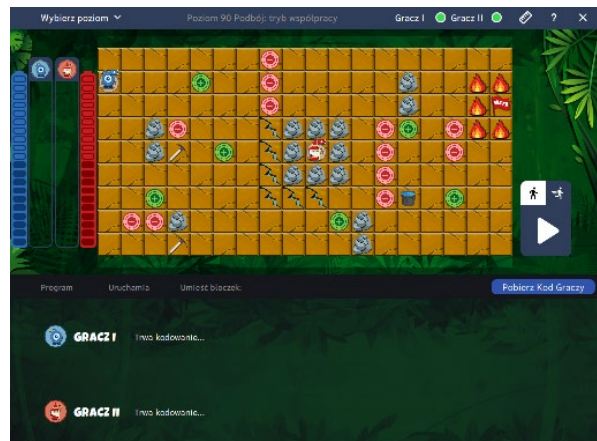 Wybierz poziom
Poziom 90 Podbój: tryb współpracy
Gracz I
Gracz II
?
Program
Uruchamia
Umieść bloczek:
Pobierz Kod Graczy
GRACZ I
Trwa kodowanie...
GRACZ II
Trwa kodowanie...